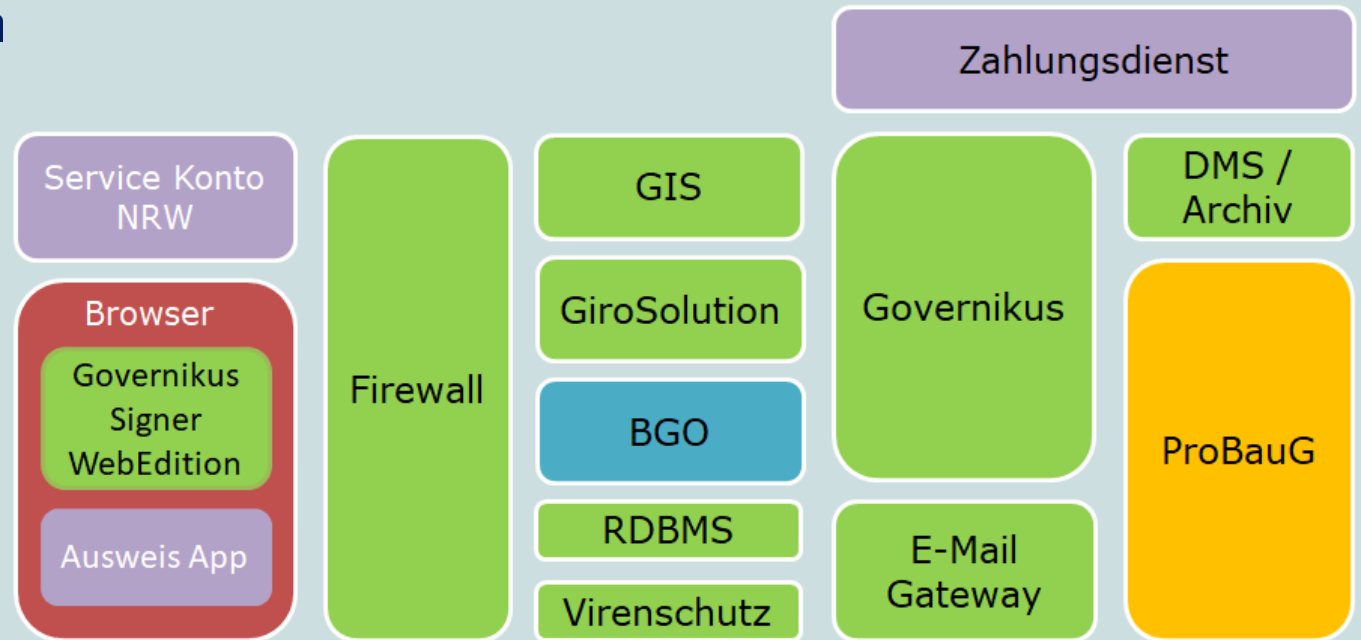 Zahlungsdienst
Service Konto
NRW
Browser
Governikus
Signer
WebEdition
Ausweis App
Firewall
GIS
GiroSolution
BGO
RDBMS
Virenschutz
Governikus
E-Mail
Gateway
DMS /
Archiv
ProBauG